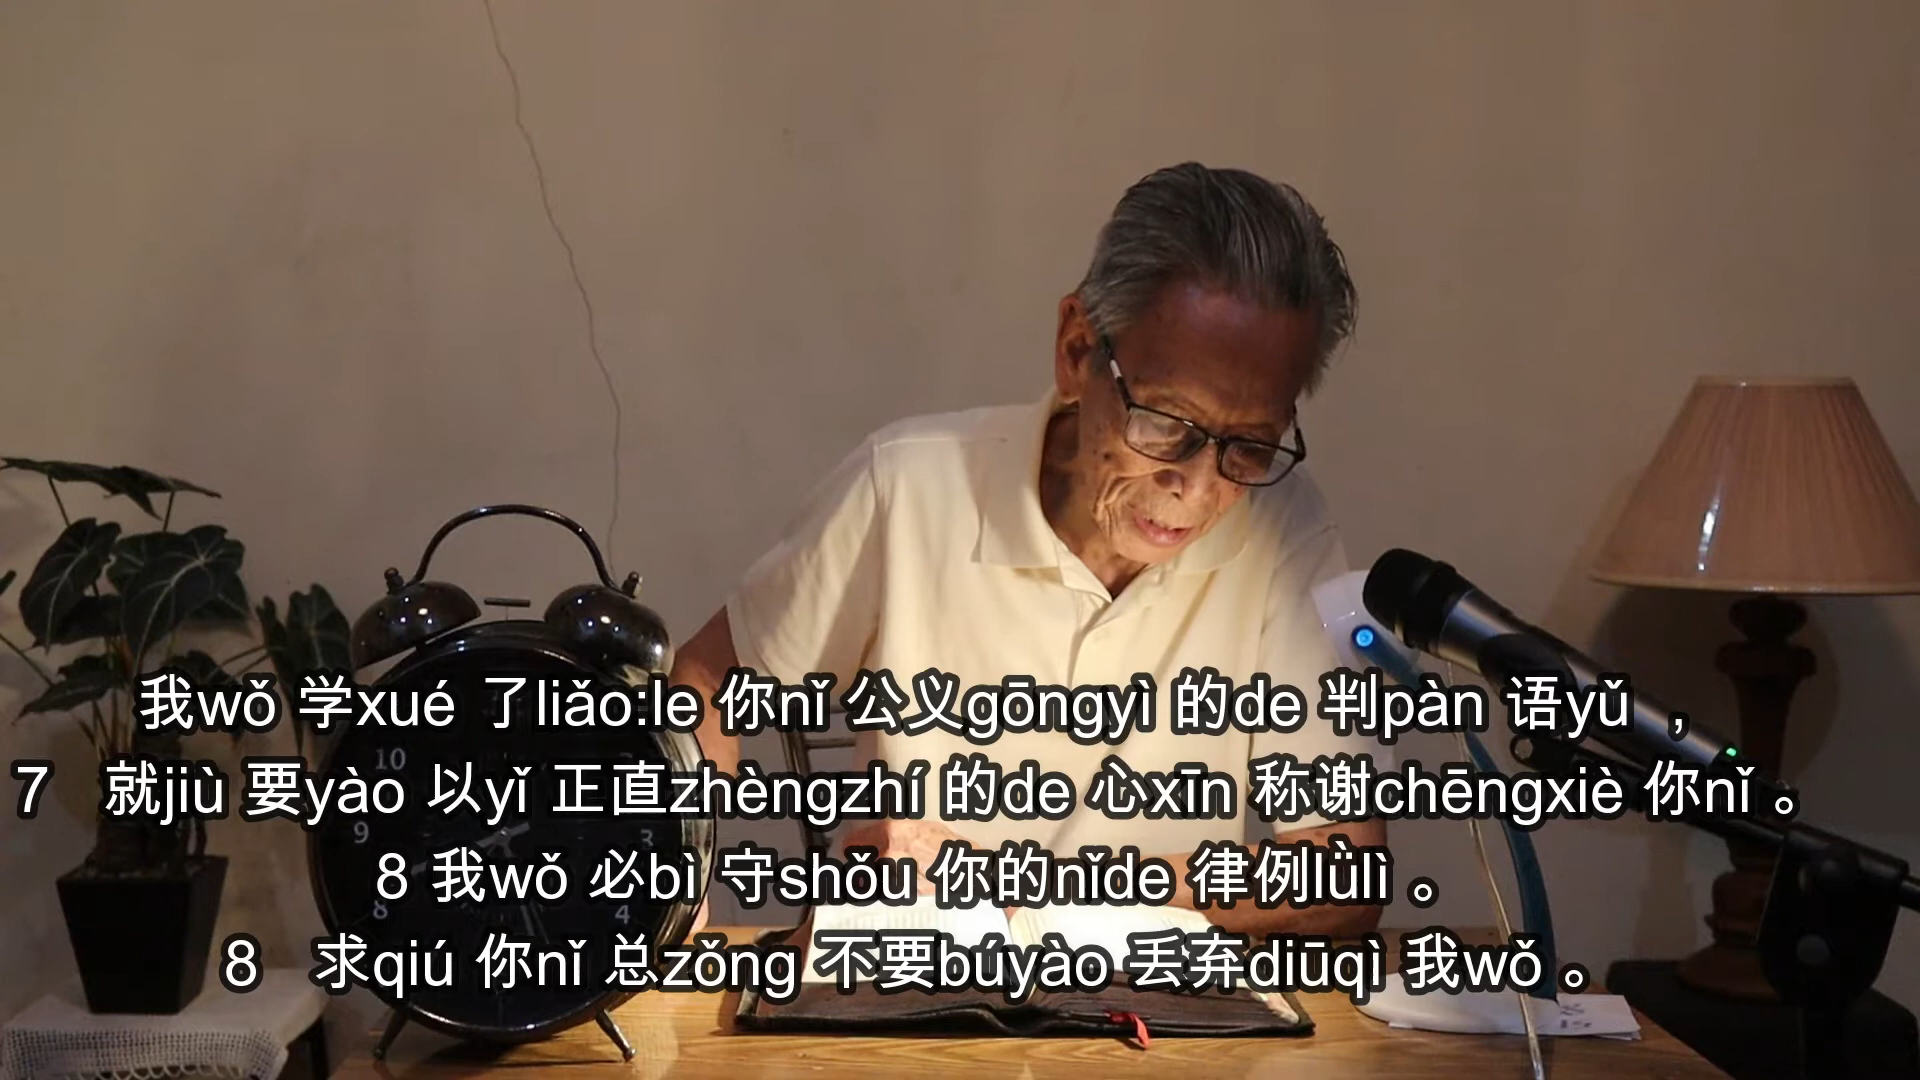 我wǒ 学xué 了liǎo:le 你nǐ 公义gōngyì 的de 判pàn 语yǔ ，
7 就jiù 要yào 以yǐ 正直zhèngzhí 的de 心xīn 称谢chēngxiè 你nǐ 。
8 我wǒ 必bì 守shǒu 你的nǐde 律例lǜlì 。
8 求qiú 你nǐ 总zǒng 不要búyào 丢弃diūqì 我wǒ 。
10
9
3
8
4